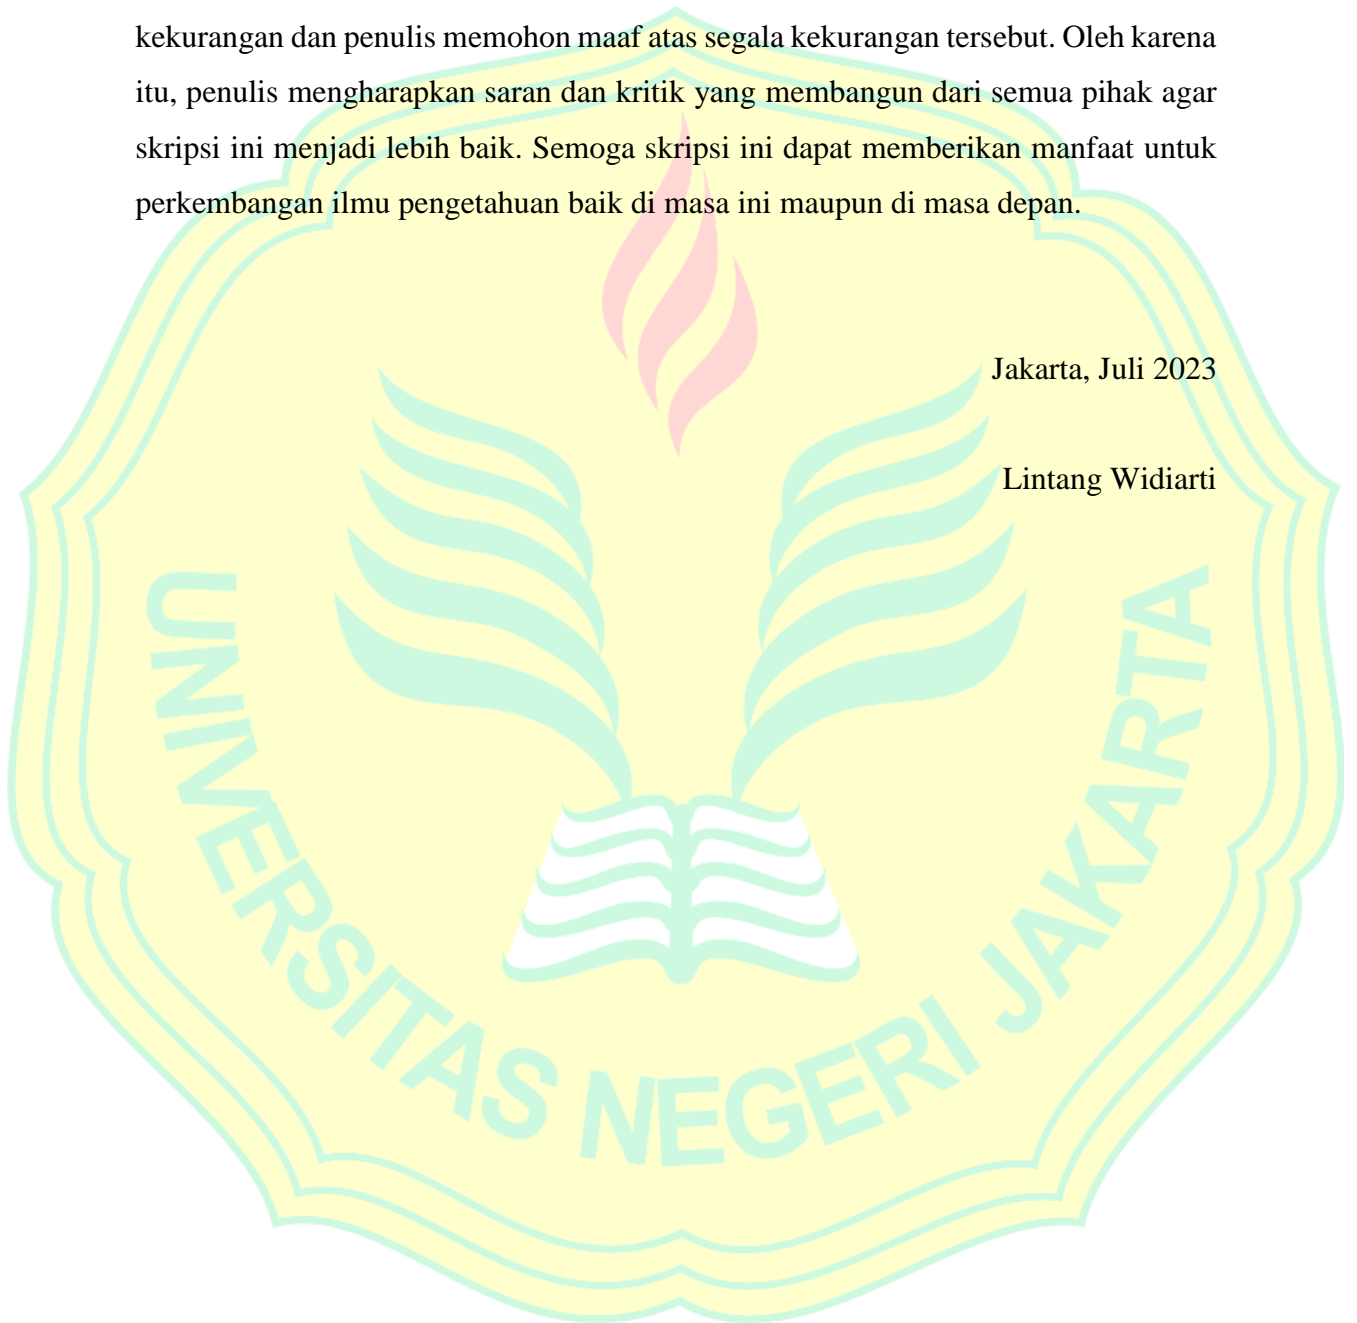 kekurangan dan penulis memohon maaf atas segala kekurangan tersebut. Oleh karena
itu, penulis mengharapkan saran dan kritik yang membangun dari semua pihak agar
skripsi ini menjadi lebih baik. Semoga skripsi ini dapat memberikan manfaat untuk
perkembangan ilmu pengetahuan baik di masa ini maupun di masa depan.
Jakarta, Juli 2023
Lintang Widiarti
UNIVERSITAS NEGERI JAKARTA